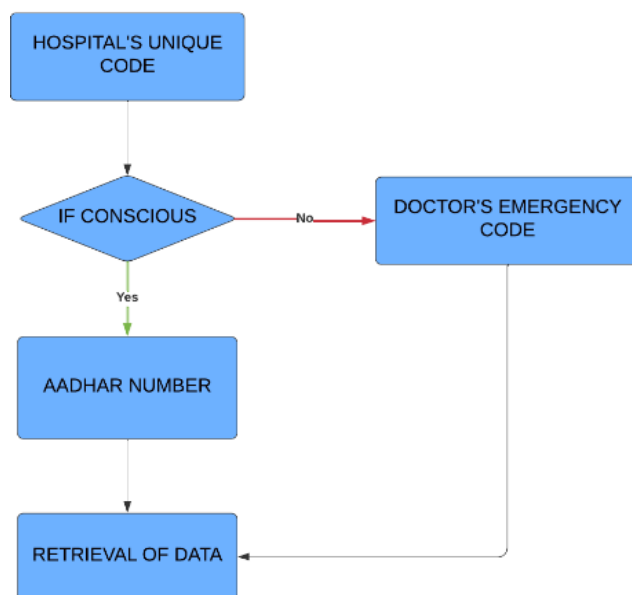 HOSPITAL'S UNIQUE
CODE
IF CONSCIOUS
No
DOCTOR'S EMERGENCY
CODE
Yes
AADHAR NUMBER
RETRIEVAL OF DATA